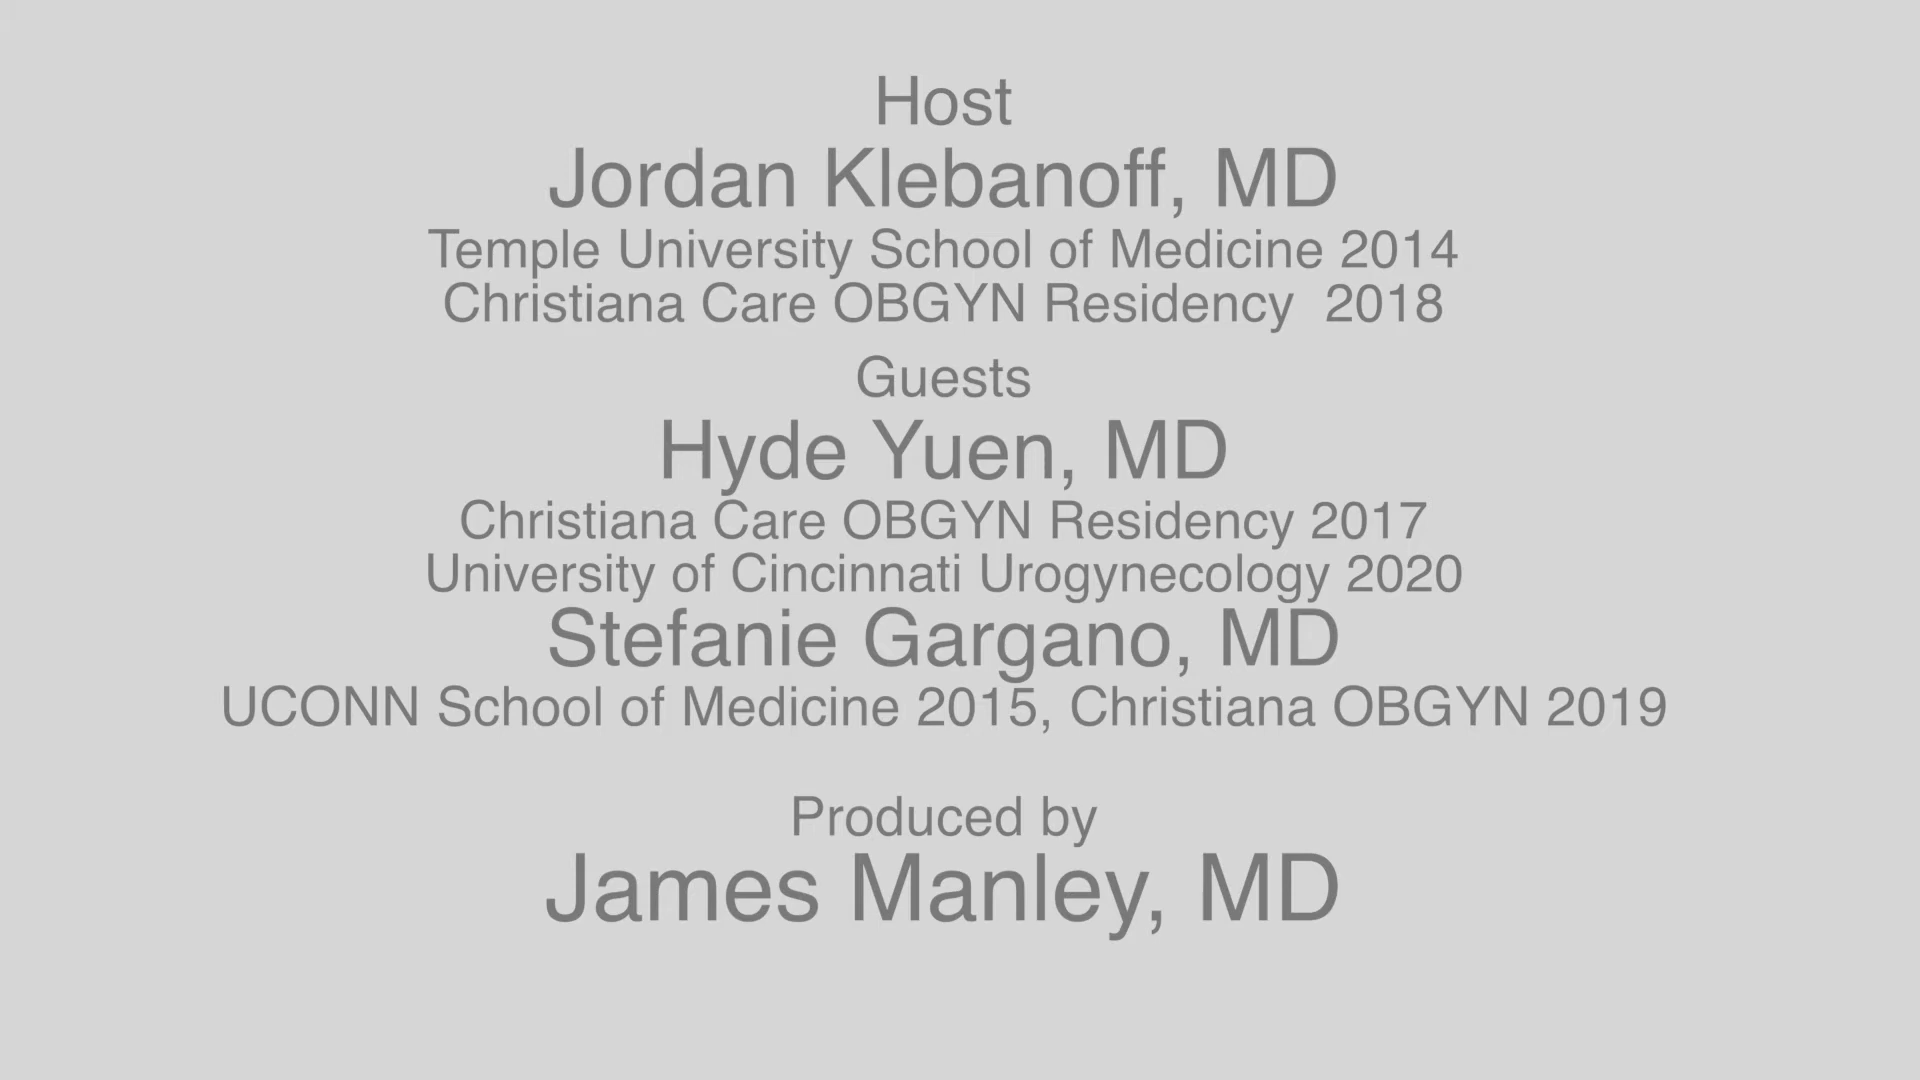 Host
Jordan Klebanoff, MD
Temple University School of Medicine 2014
Christiana Care OBGYN Residency  2018
Guests
Hyde Yuen, MD
Christiana Care OBGYN Residency 2017
University of Cincinnati Urogynecology 2020
Stefanie Gargano, MD
UCONN School of Medicine 2015, Christiana OBGYN 2019
Produced by
James Manley, MD